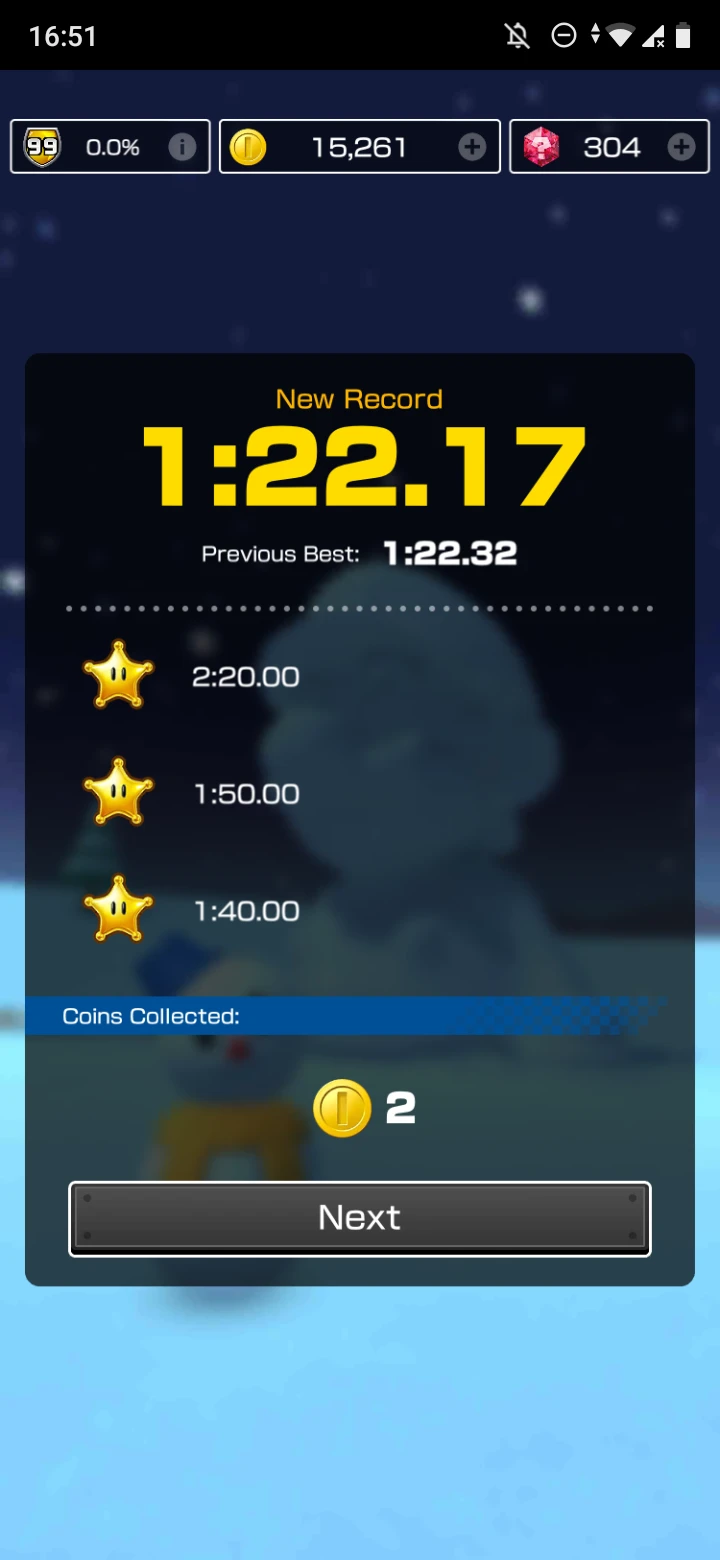 16:51
99 0.0% i 15,261 + ? 304 +
New Record
1:22.17
Previous Best: 1:22.32
2:20.00
1:50.00
1:40.00
Coins Collected:
2
Next